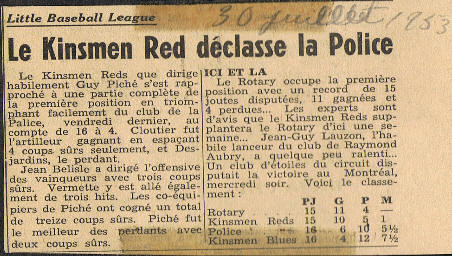 Little Baseball League
30 juillet 1953
Le Kinsmen Red déclasse la Police
Le Kinsmen Reds que dirige
habilement Guy Piché s'est rap-
proché a une partie complète de
la première position en triom-
phant facilement du club de la
Palice, vendredi dernier, au
compte de 16 à 4. Cloutier fut
l'artilleur gagnant en espaçant
4 coups sûrs seulement, et Des-
jardins, le perdant.
Jean Belisle a dirigé l'offensive
des vainqueurs avec trois coups
sûrs. Vermette y est allé égale-
ment de trois hits. Les co-équi-
piers de Piché ont cogné un total
de treize coups sûrs. Piché fut
le meilleur des perdants avec
deux coups sûrs.
ICI ET LA
Le Rotary occupe la première
position avec un record de 15
joutes disputées, 11 gagnées et
4 perdues... Les experts sont
d'avis que le Kinsmen Reds sup-
plantera le Rotary d'ici une se-
maine... Jean-Guy Lauzon, l'ha-
bile lanceur du club de Raymond
Aubry, a quelque peu ralenti...
Un club d'étoiles du circuit dis-
putait la victoire au Montréal,
mercredi soir. Voici le classe-
ment :
PJ G P M
Rotary 15 11 4 —
Kinsmen Reds 15 10 5 1
Police 16 6 10 5½
Kinsmen Blues 16 4 12 7½